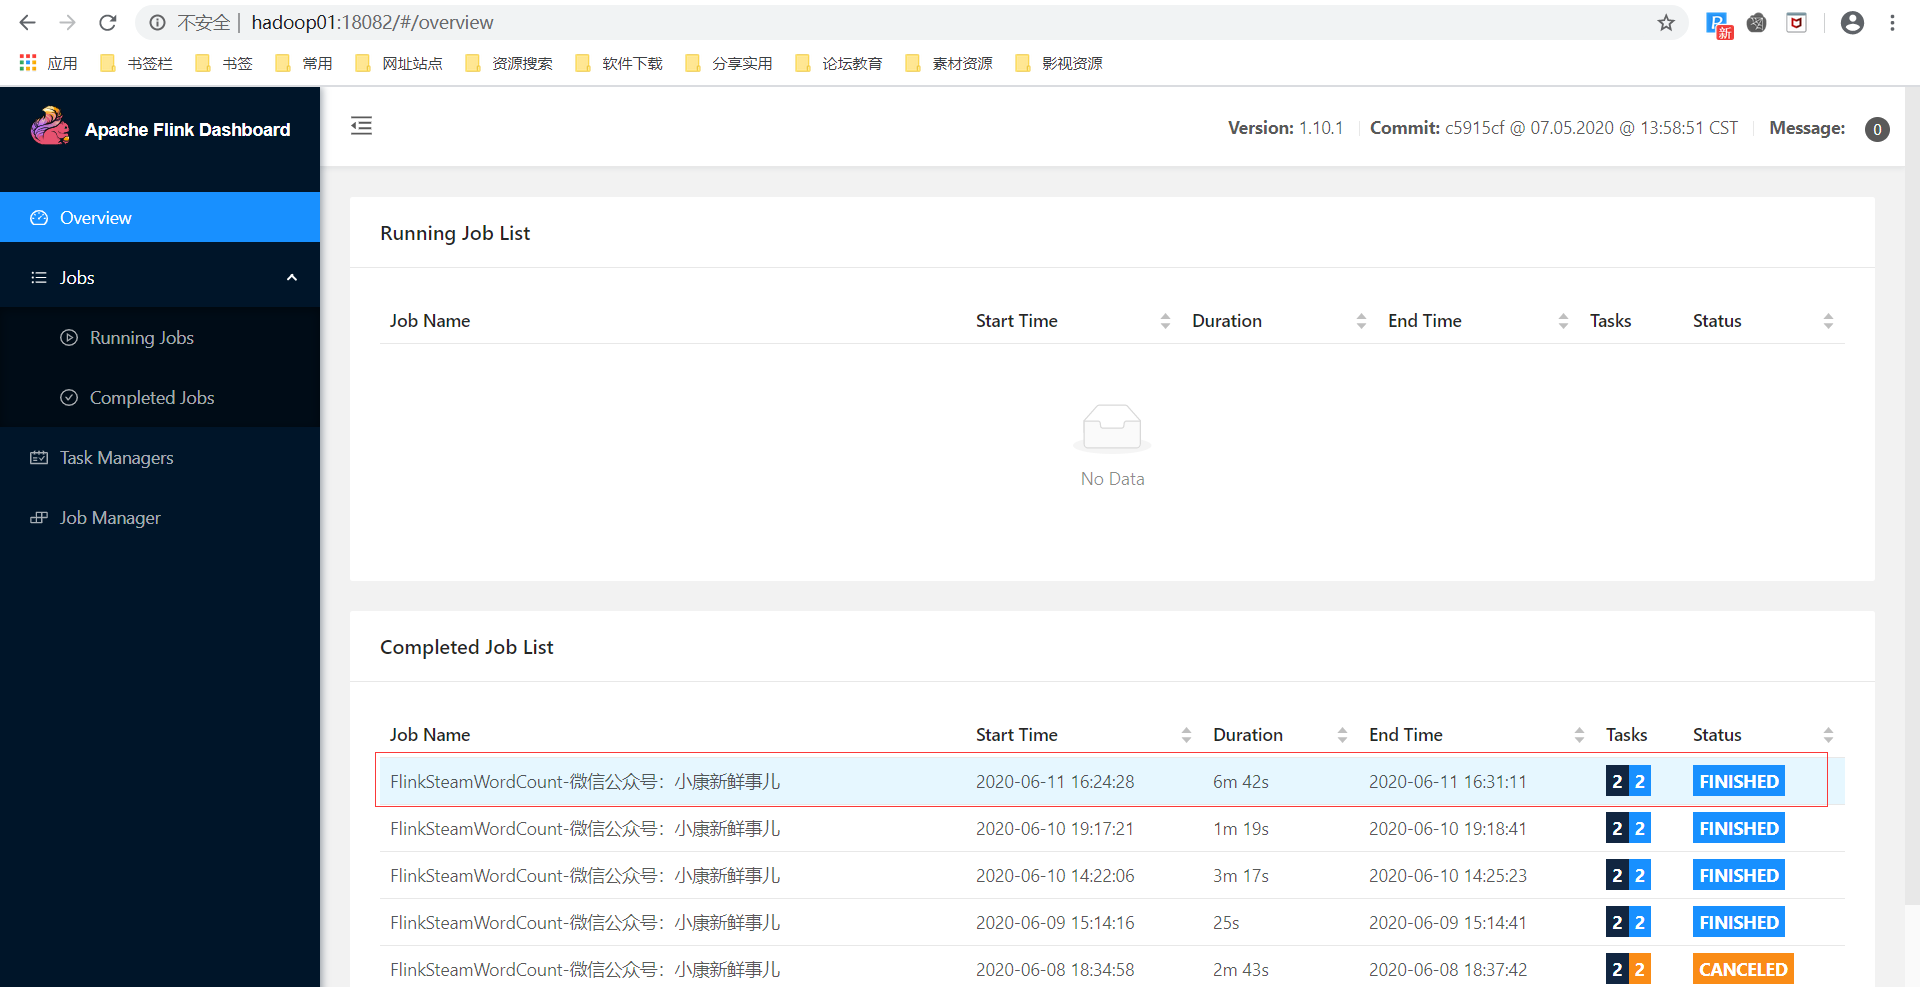 不安全 | hadoop01:18082/#/overview
新
应用 书签栏 书签 常用 网址站点 资源搜索 软件下载 分享实用 论坛教育 素材资源 影视资源
Apache Flink Dashboard
Version: 1.10.1 Commit: c5915cf @ 07.05.2020 @ 13:58:51 CST Message: 0
Overview
Jobs
Running Jobs
Completed Jobs
Task Managers
Job Manager
Running Job List
Job Name Start Time Duration End Time Tasks Status
No Data
Completed Job List
Job Name Start Time Duration End Time Tasks Status
FlinkSteamWordCount-微信公众号：小康新鲜事儿 2020-06-11 16:24:28 6m 42s 2020-06-11 16:31:11 2 2 FINISHED
FlinkSteamWordCount-微信公众号：小康新鲜事儿 2020-06-10 19:17:21 1m 19s 2020-06-10 19:18:41 2 2 FINISHED
FlinkSteamWordCount-微信公众号：小康新鲜事儿 2020-06-10 14:22:06 3m 17s 2020-06-10 14:25:23 2 2 FINISHED
FlinkSteamWordCount-微信公众号：小康新鲜事儿 2020-06-09 15:14:16 25s 2020-06-09 15:14:41 2 2 FINISHED
FlinkSteamWordCount-微信公众号：小康新鲜事儿 2020-06-08 18:34:58 2m 43s 2020-06-08 18:37:42 2 2 CANCELED